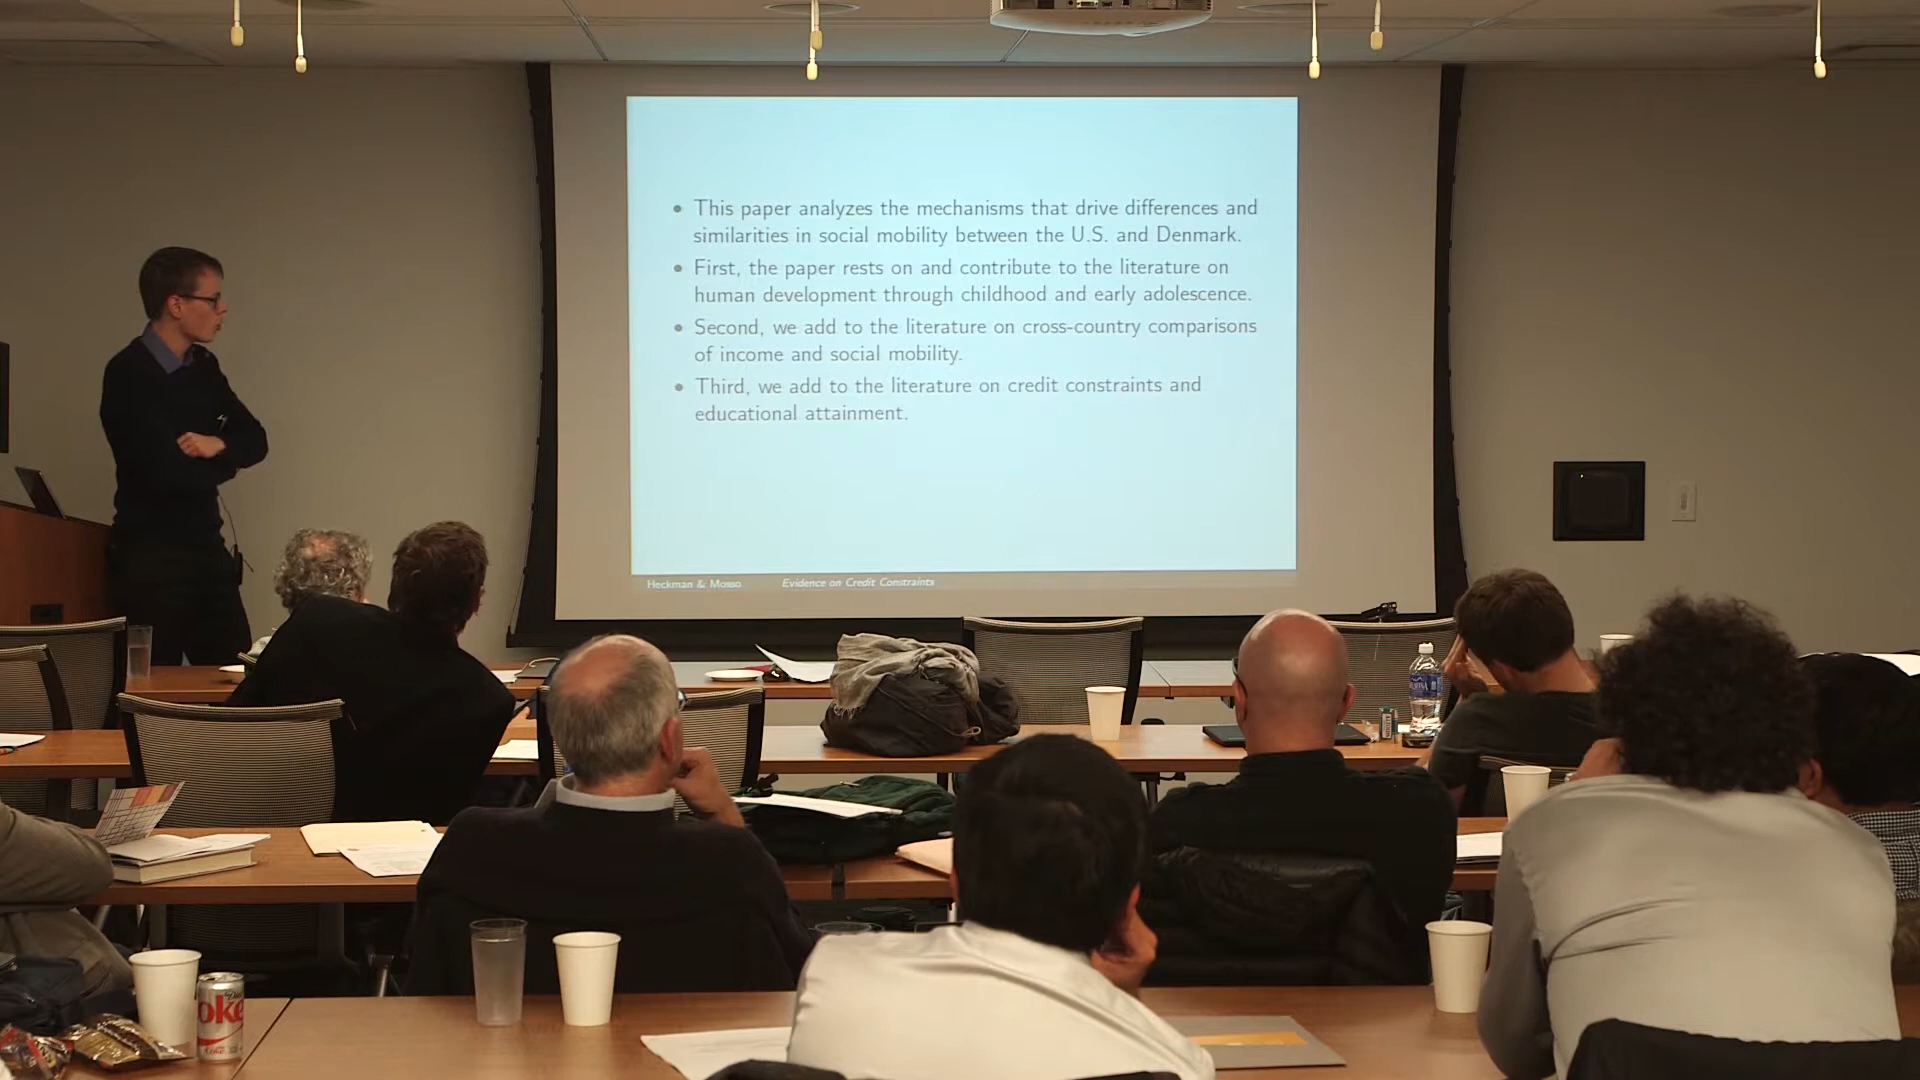 • This paper analyzes the mechanisms that drive differences and
similarities in social mobility between the U.S. and Denmark.
• First, the paper rests on and contribute to the literature on
human development through childhood and early adolescence.
• Second, we add to the literature on cross-country comparisons
of income and social mobility.
• Third, we add to the literature on credit constraints and
educational attainment.
Heckman & Mosso Evidence on Credit Constraints
oke